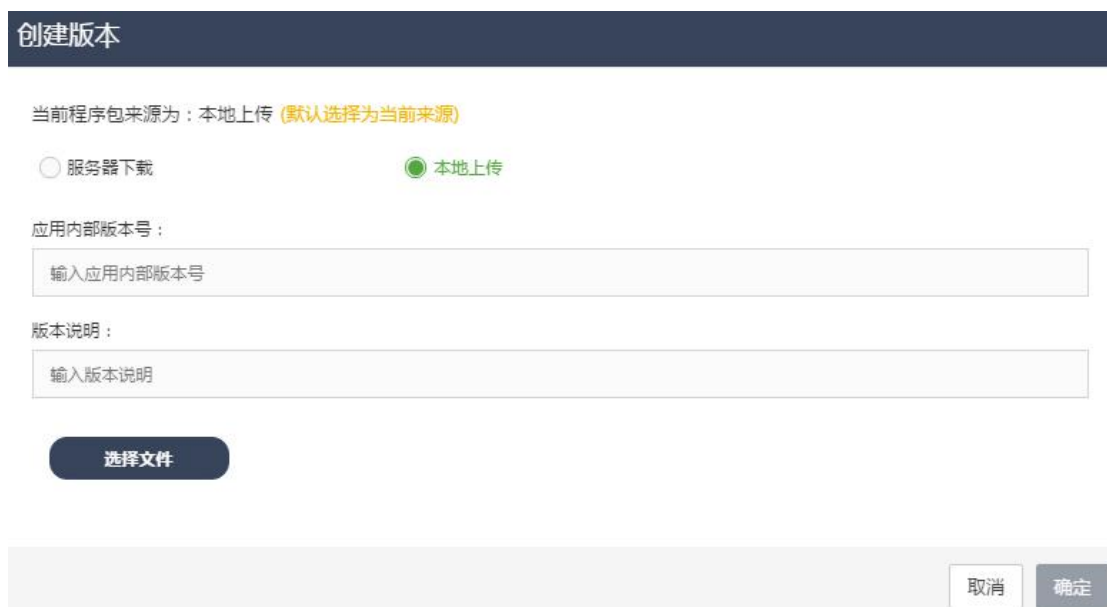 创建版本
当前程序包来源为：本地上传 (默认选择为当前来源)
服务器下载 本地上传
应用内部版本号：
输入应用内部版本号
版本说明：
输入版本说明
选择文件
取消 确定